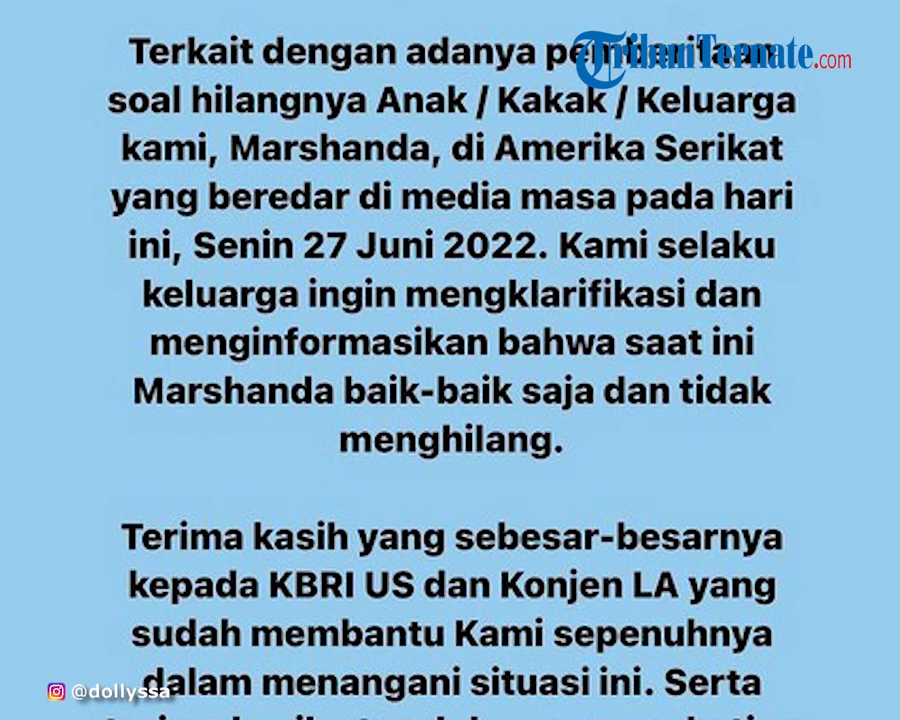 Terkait dengan adanya pemberitaan
TribunTernate.com
soal hilangnya Anak / Kakak / Keluarga
kami, Marshanda, di Amerika Serikat
yang beredar di media masa pada hari
ini, Senin 27 Juni 2022. Kami selaku
keluarga ingin mengklarifikasi dan
menginformasikan bahwa saat ini
Marshanda baik-baik saja dan tidak
menghilang.
Terima kasih yang sebesar-besarnya
kepada KBRI US dan Konjen LA yang
sudah membantu Kami sepenuhnya
dalam menangani situasi ini. Serta
@dollyssa